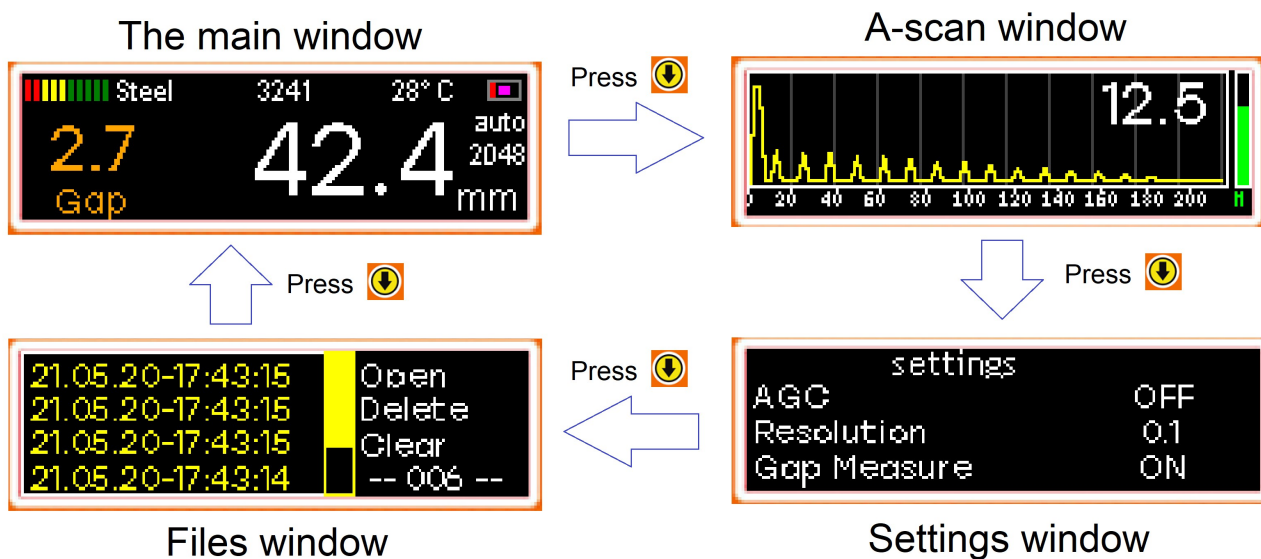 The main window
A-scan window
Steel 3241 28° C
2.7 42.4 auto
2048
Gap mm
Press
12.5
0 20 40 60 80 100 120 140 160 180 200 M
Press
Press
21.05.20-17:43:15 Open
21.05.20-17:43:15 Delete
21.05.20-17:43:15 Clear
21.05.20-17:43:14 -- 006 --
Press
settings
AGC OFF
Resolution 0.1
Gap Measure ON
Files window
Settings window